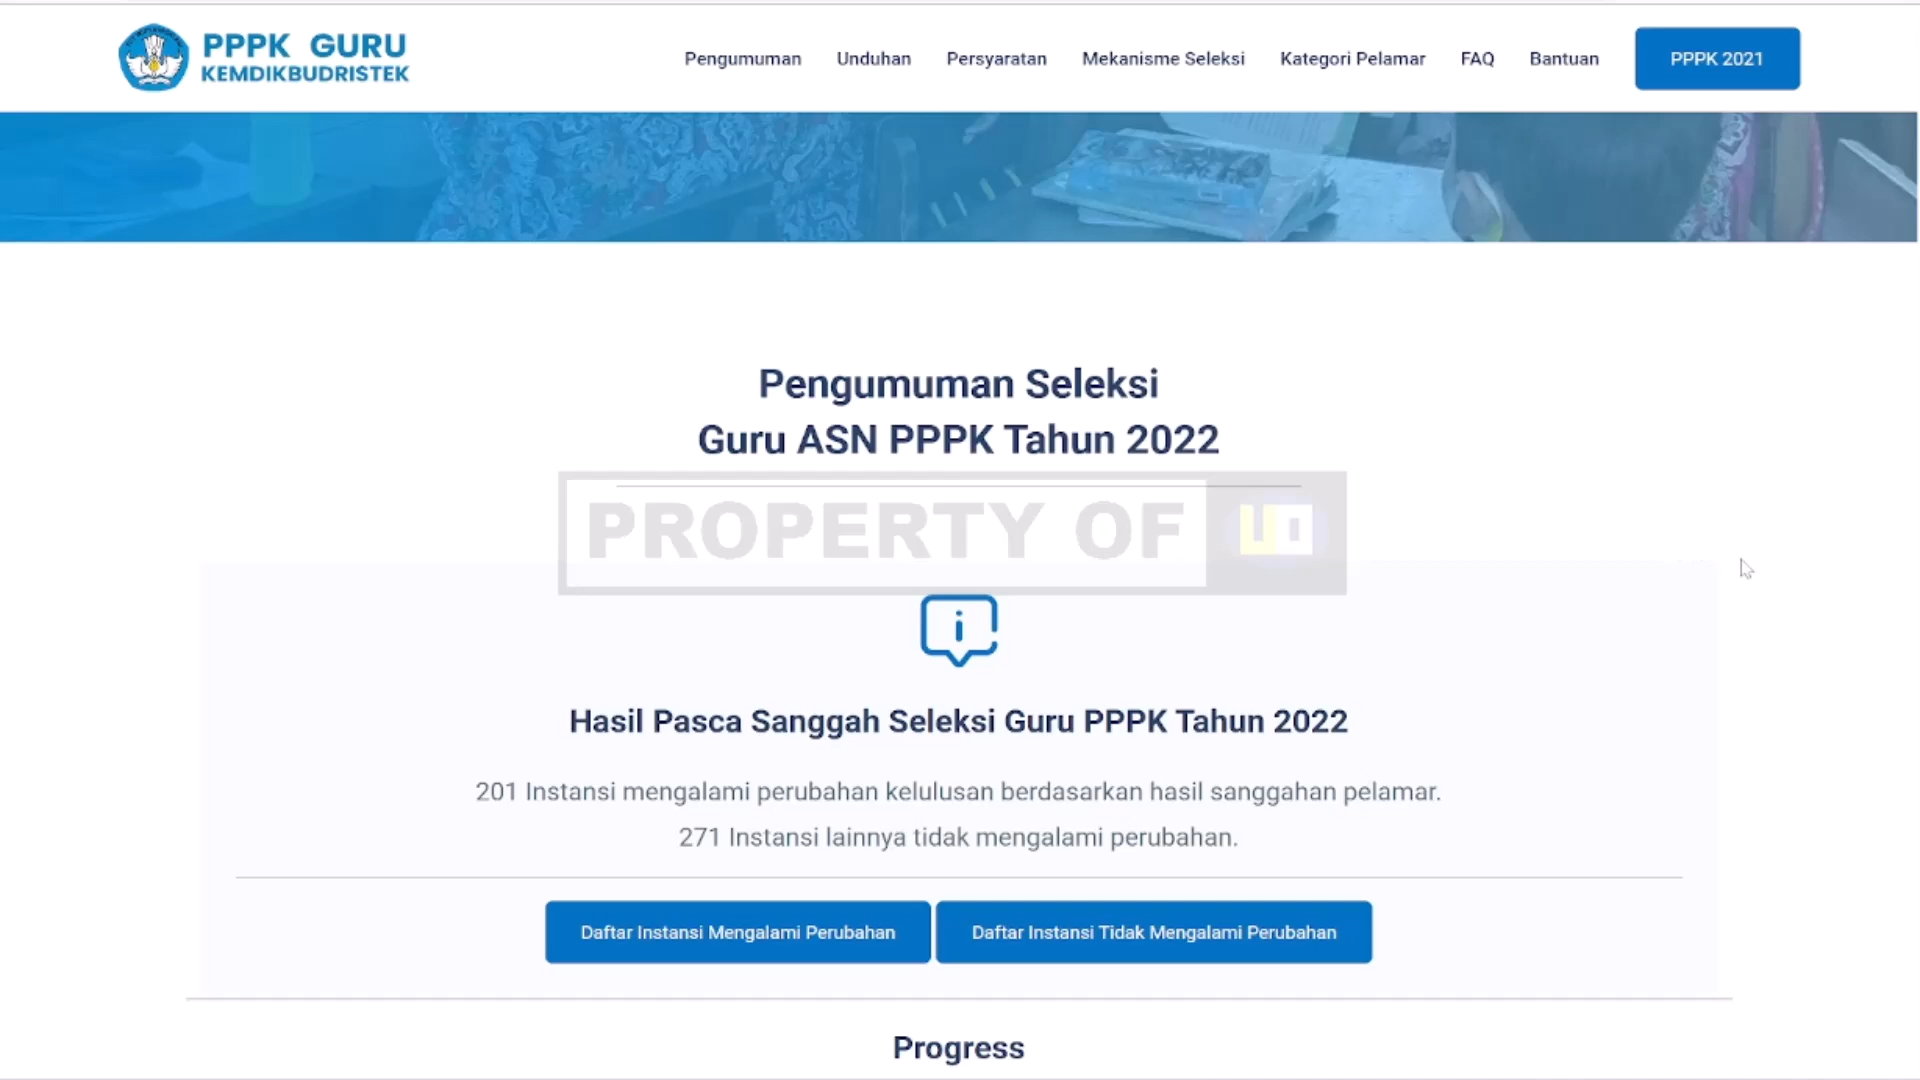 PPPK GURU
KEMDIKBUDRISTEK
Pengumuman
Unduhan
Persyaratan
Mekanisme Seleksi
Kategori Pelamar
FAQ
Bantuan
PPPK 2021
Pengumuman Seleksi
Guru ASN PPPK Tahun 2022
PROPERTY OF UD
Hasil Pasca Sanggah Seleksi Guru PPPK Tahun 2022
201 Instansi mengalami perubahan kelulusan berdasarkan hasil sanggahan pelamar.
271 Instansi lainnya tidak mengalami perubahan.
Daftar Instansi Mengalami Perubahan
Daftar Instansi Tidak Mengalami Perubahan
Progress